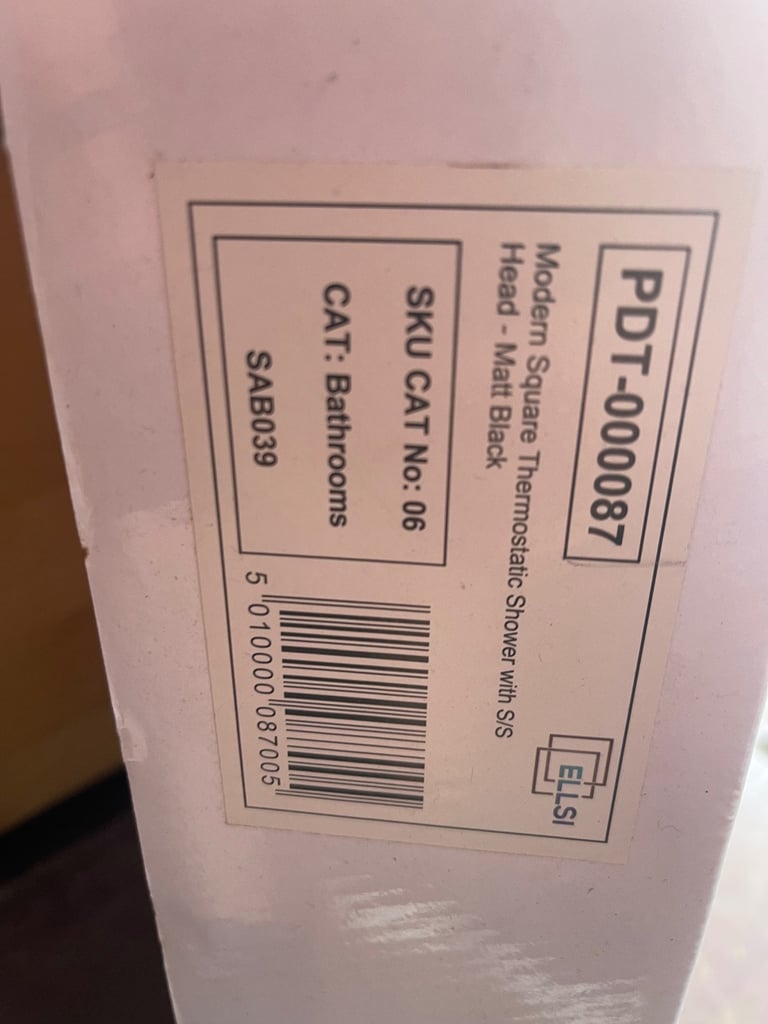 PDT-000087
ELLSI
Modern Square Thermostatic Shower with S/S
Head - Matt Black
SKU CAT No: 06
CAT: Bathrooms
SAB039
5 010000 087005